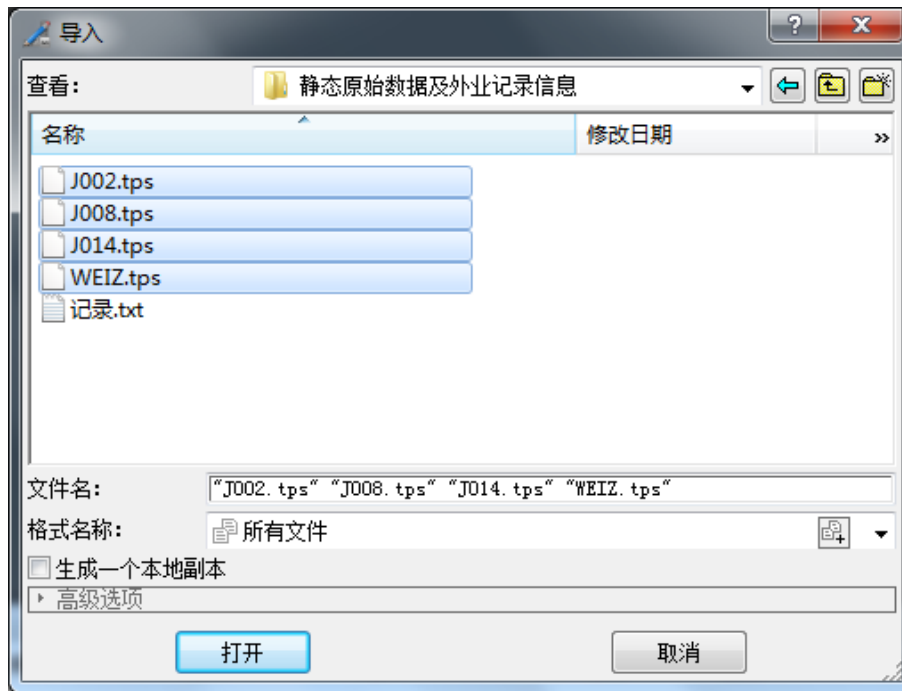 导入
查看: 静态原始数据及外业记录信息
名称 修改日期 »
J002.tps
J008.tps
J014.tps
WEIZ.tps
记录.txt
文件名: "J002.tps" "J008.tps" "J014.tps" "WEIZ.tps"
格式名称: 所有文件
生成一个本地副本
高级选项
打开 取消